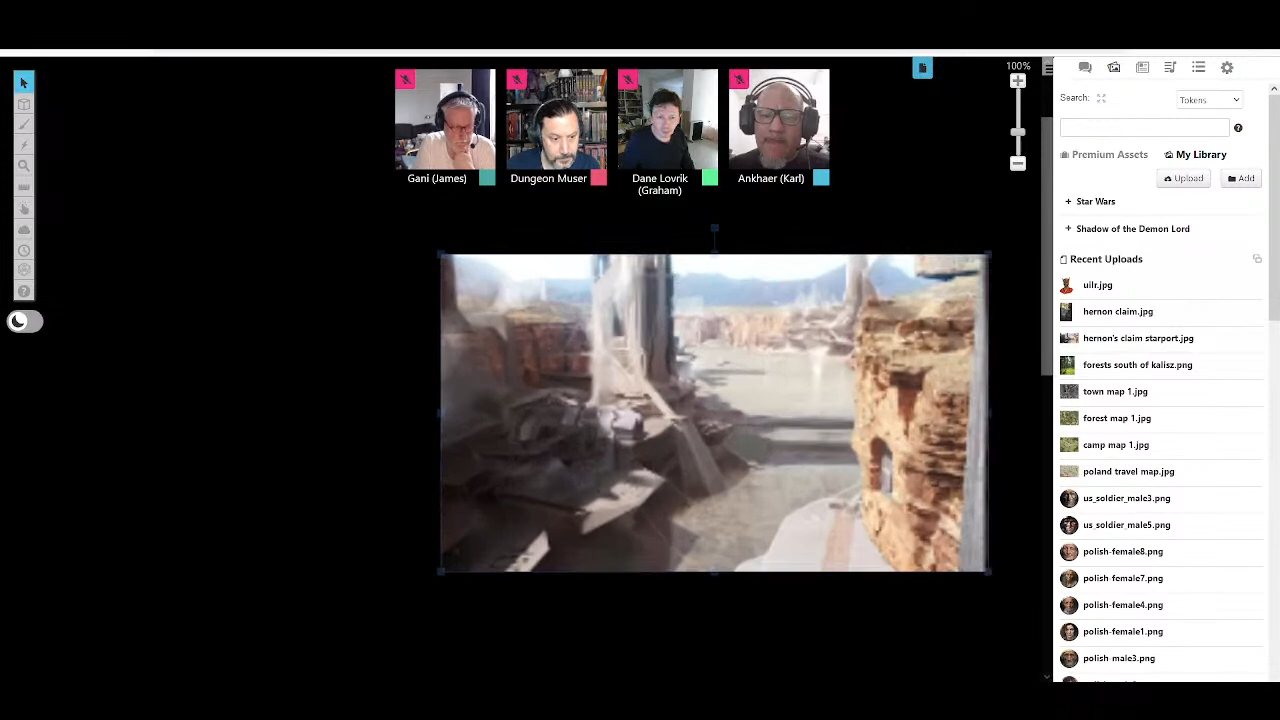 100%
Gani (James)
Dungeon Muser
Dane Lovrik
(Graham)
Ankhaer (Karl)
Search:
Tokens
Premium Assets
My Library
Upload
Add
+ Star Wars
+ Shadow of the Demon Lord
Recent Uploads
uilr.jpg
hernon claim.jpg
hernon's claim starport.jpg
forests south of kalisz.png
town map 1.jpg
forest map 1.jpg
camp map 1.jpg
poland travel map.jpg
us_soldier_male3.png
us_soldier_male5.png
polish-female8.png
polish-female7.png
polish-female4.png
polish-female1.png
polish-male3.png